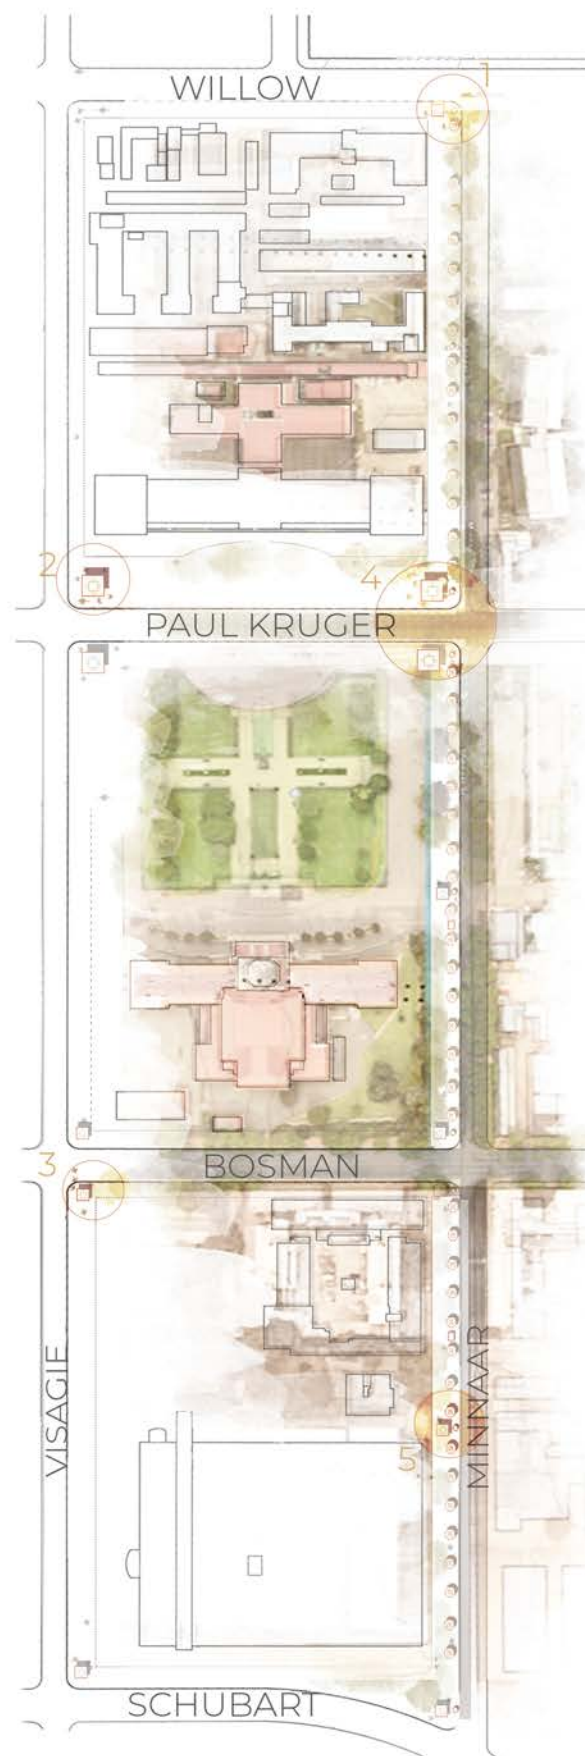 1
WILLOW
2
4
PAUL KRUGER
3
BOSMAN
VISAGIE
MINNAAR
5
SCHUBART